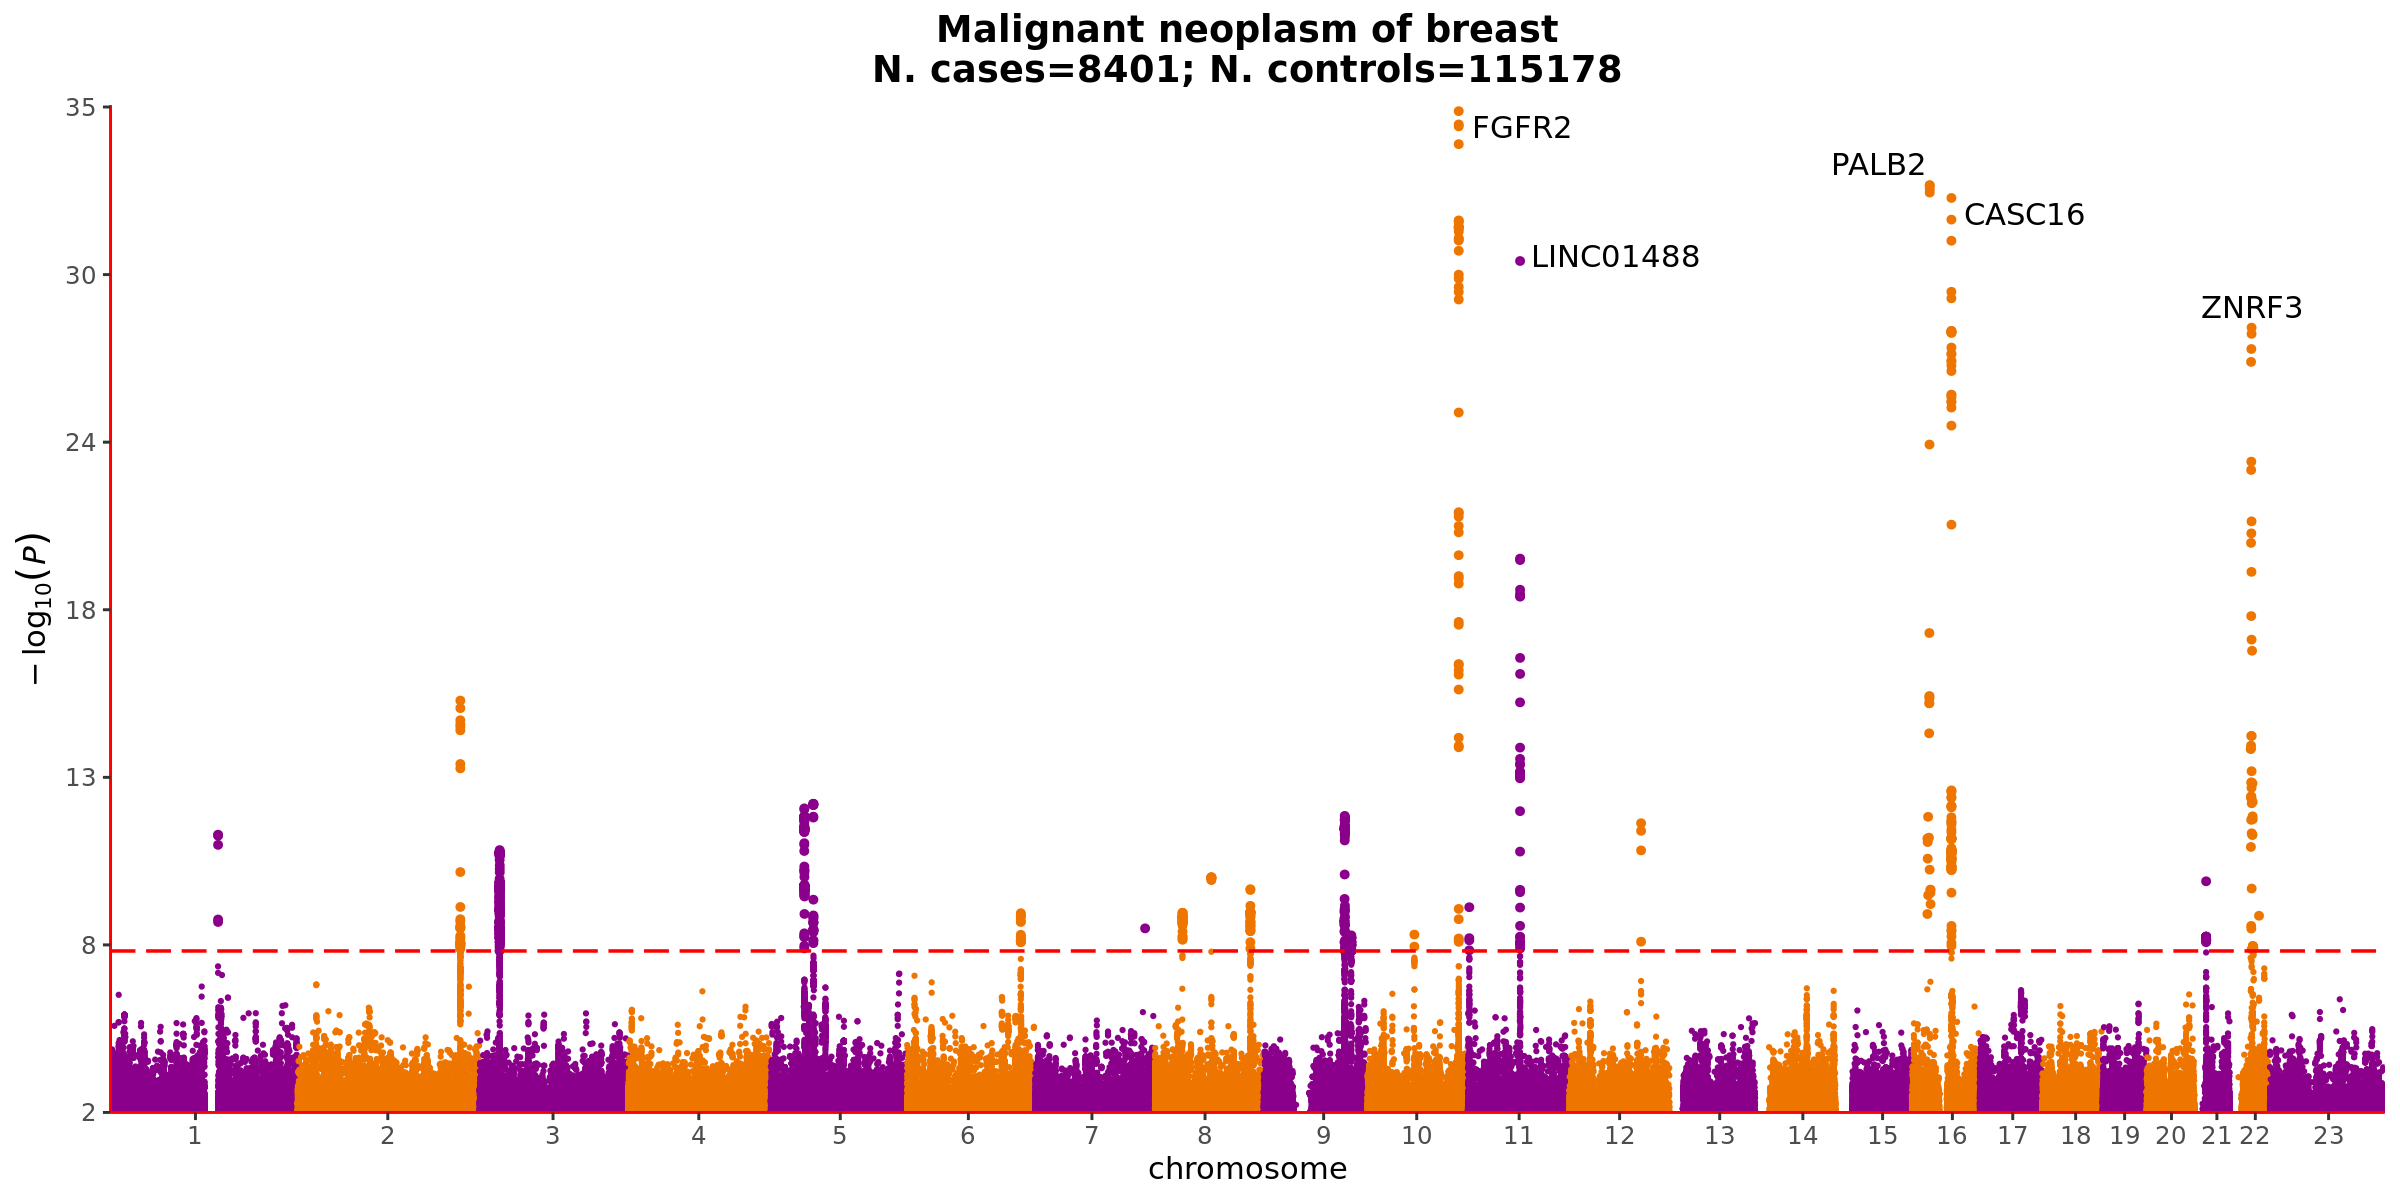 Malignant neoplasm of breast
N. cases=8401; N. controls=115178
35
30
24
18
13
8
2
−log10(P)
FGFR2
PALB2
CASC16
LINC01488
ZNRF3
1 2 3 4 5 6 7 8 9 10 11 12 13 14 15 16 17 18 19 20 21 22 23
chromosome